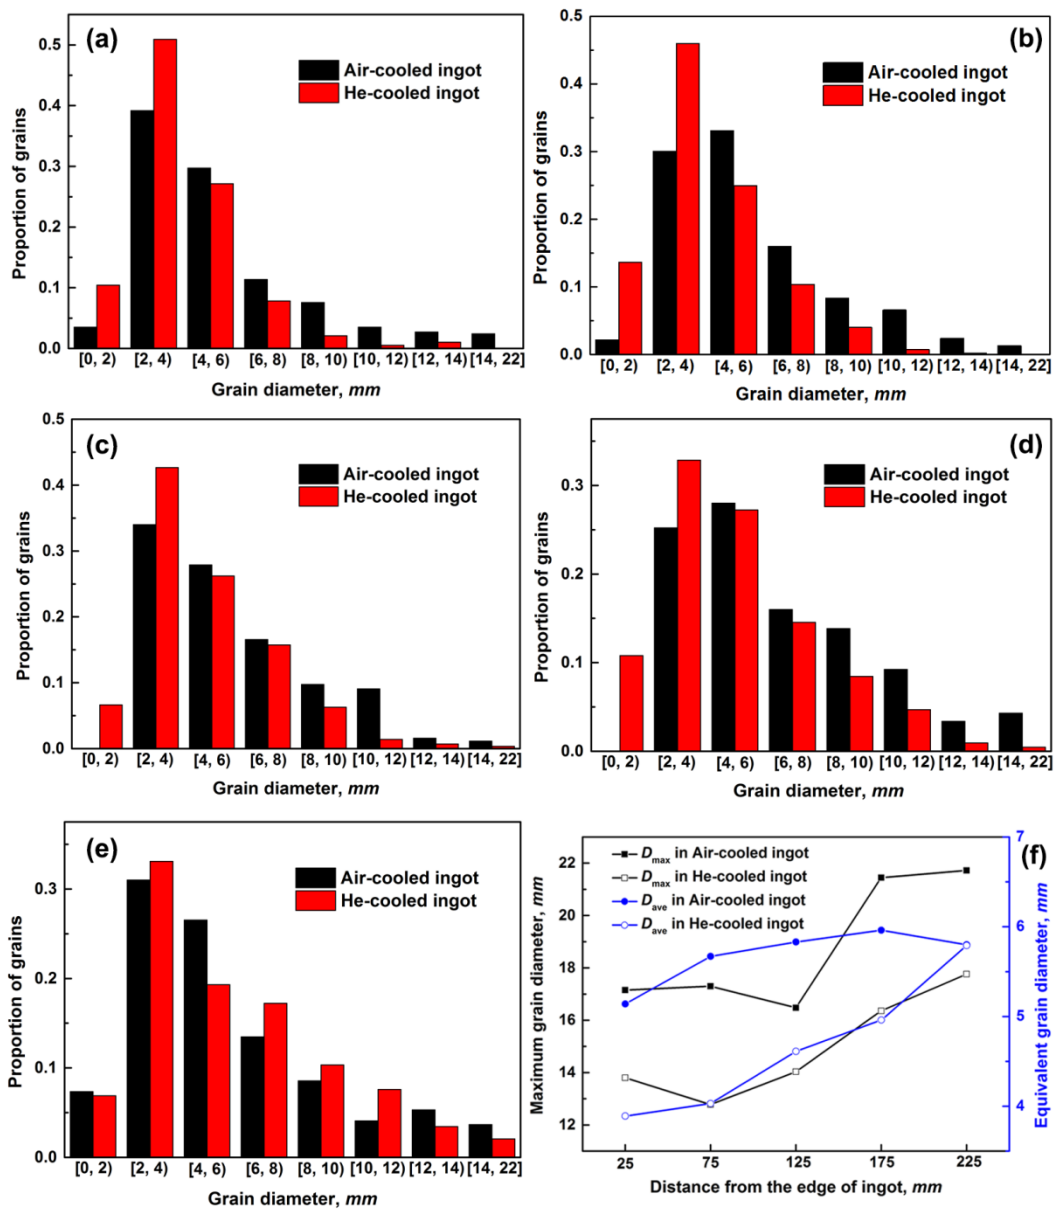 (a)
Air-cooled ingot
He-cooled ingot
Proportion of grains
0.5
0.4
0.3
0.2
0.1
0.0
[0, 2) [2, 4) [4, 6) [6, 8) [8, 10) [10, 12) [12, 14) [14, 22]
Grain diameter, mm
(b)
Air-cooled ingot
He-cooled ingot
Proportion of grains
0.5
0.4
0.3
0.2
0.1
0.0
[0, 2) [2, 4) [4, 6) [6, 8) [8, 10) [10, 12) [12, 14) [14, 22]
Grain diameter, mm
(c)
Air-cooled ingot
He-cooled ingot
Proportion of grains
0.5
0.4
0.3
0.2
0.1
0.0
[0, 2) [2, 4) [4, 6) [6, 8) [8, 10) [10, 12) [12, 14) [14, 22]
Grain diameter, mm
(d)
Air-cooled ingot
He-cooled ingot
Proportion of grains
0.3
0.2
0.1
0.0
[0, 2) [2, 4) [4, 6) [6, 8) [8, 10) [10, 12) [12, 14) [14, 22]
Grain diameter, mm
(e)
Air-cooled ingot
He-cooled ingot
Proportion of grains
0.3
0.2
0.1
0.0
[0, 2) [2, 4) [4, 6) [6, 8) [8, 10) [10, 12) [12, 14) [14, 22]
Grain diameter, mm
(f)
Dmax in Air-cooled ingot
Dmax in He-cooled ingot
Dave in Air-cooled ingot
Dave in He-cooled ingot
Maximum grain diameter, mm
22
20
18
16
14
12
Equivalent grain diameter, mm
7
6
5
4
25 75 125 175 225
Distance from the edge of ingot, mm